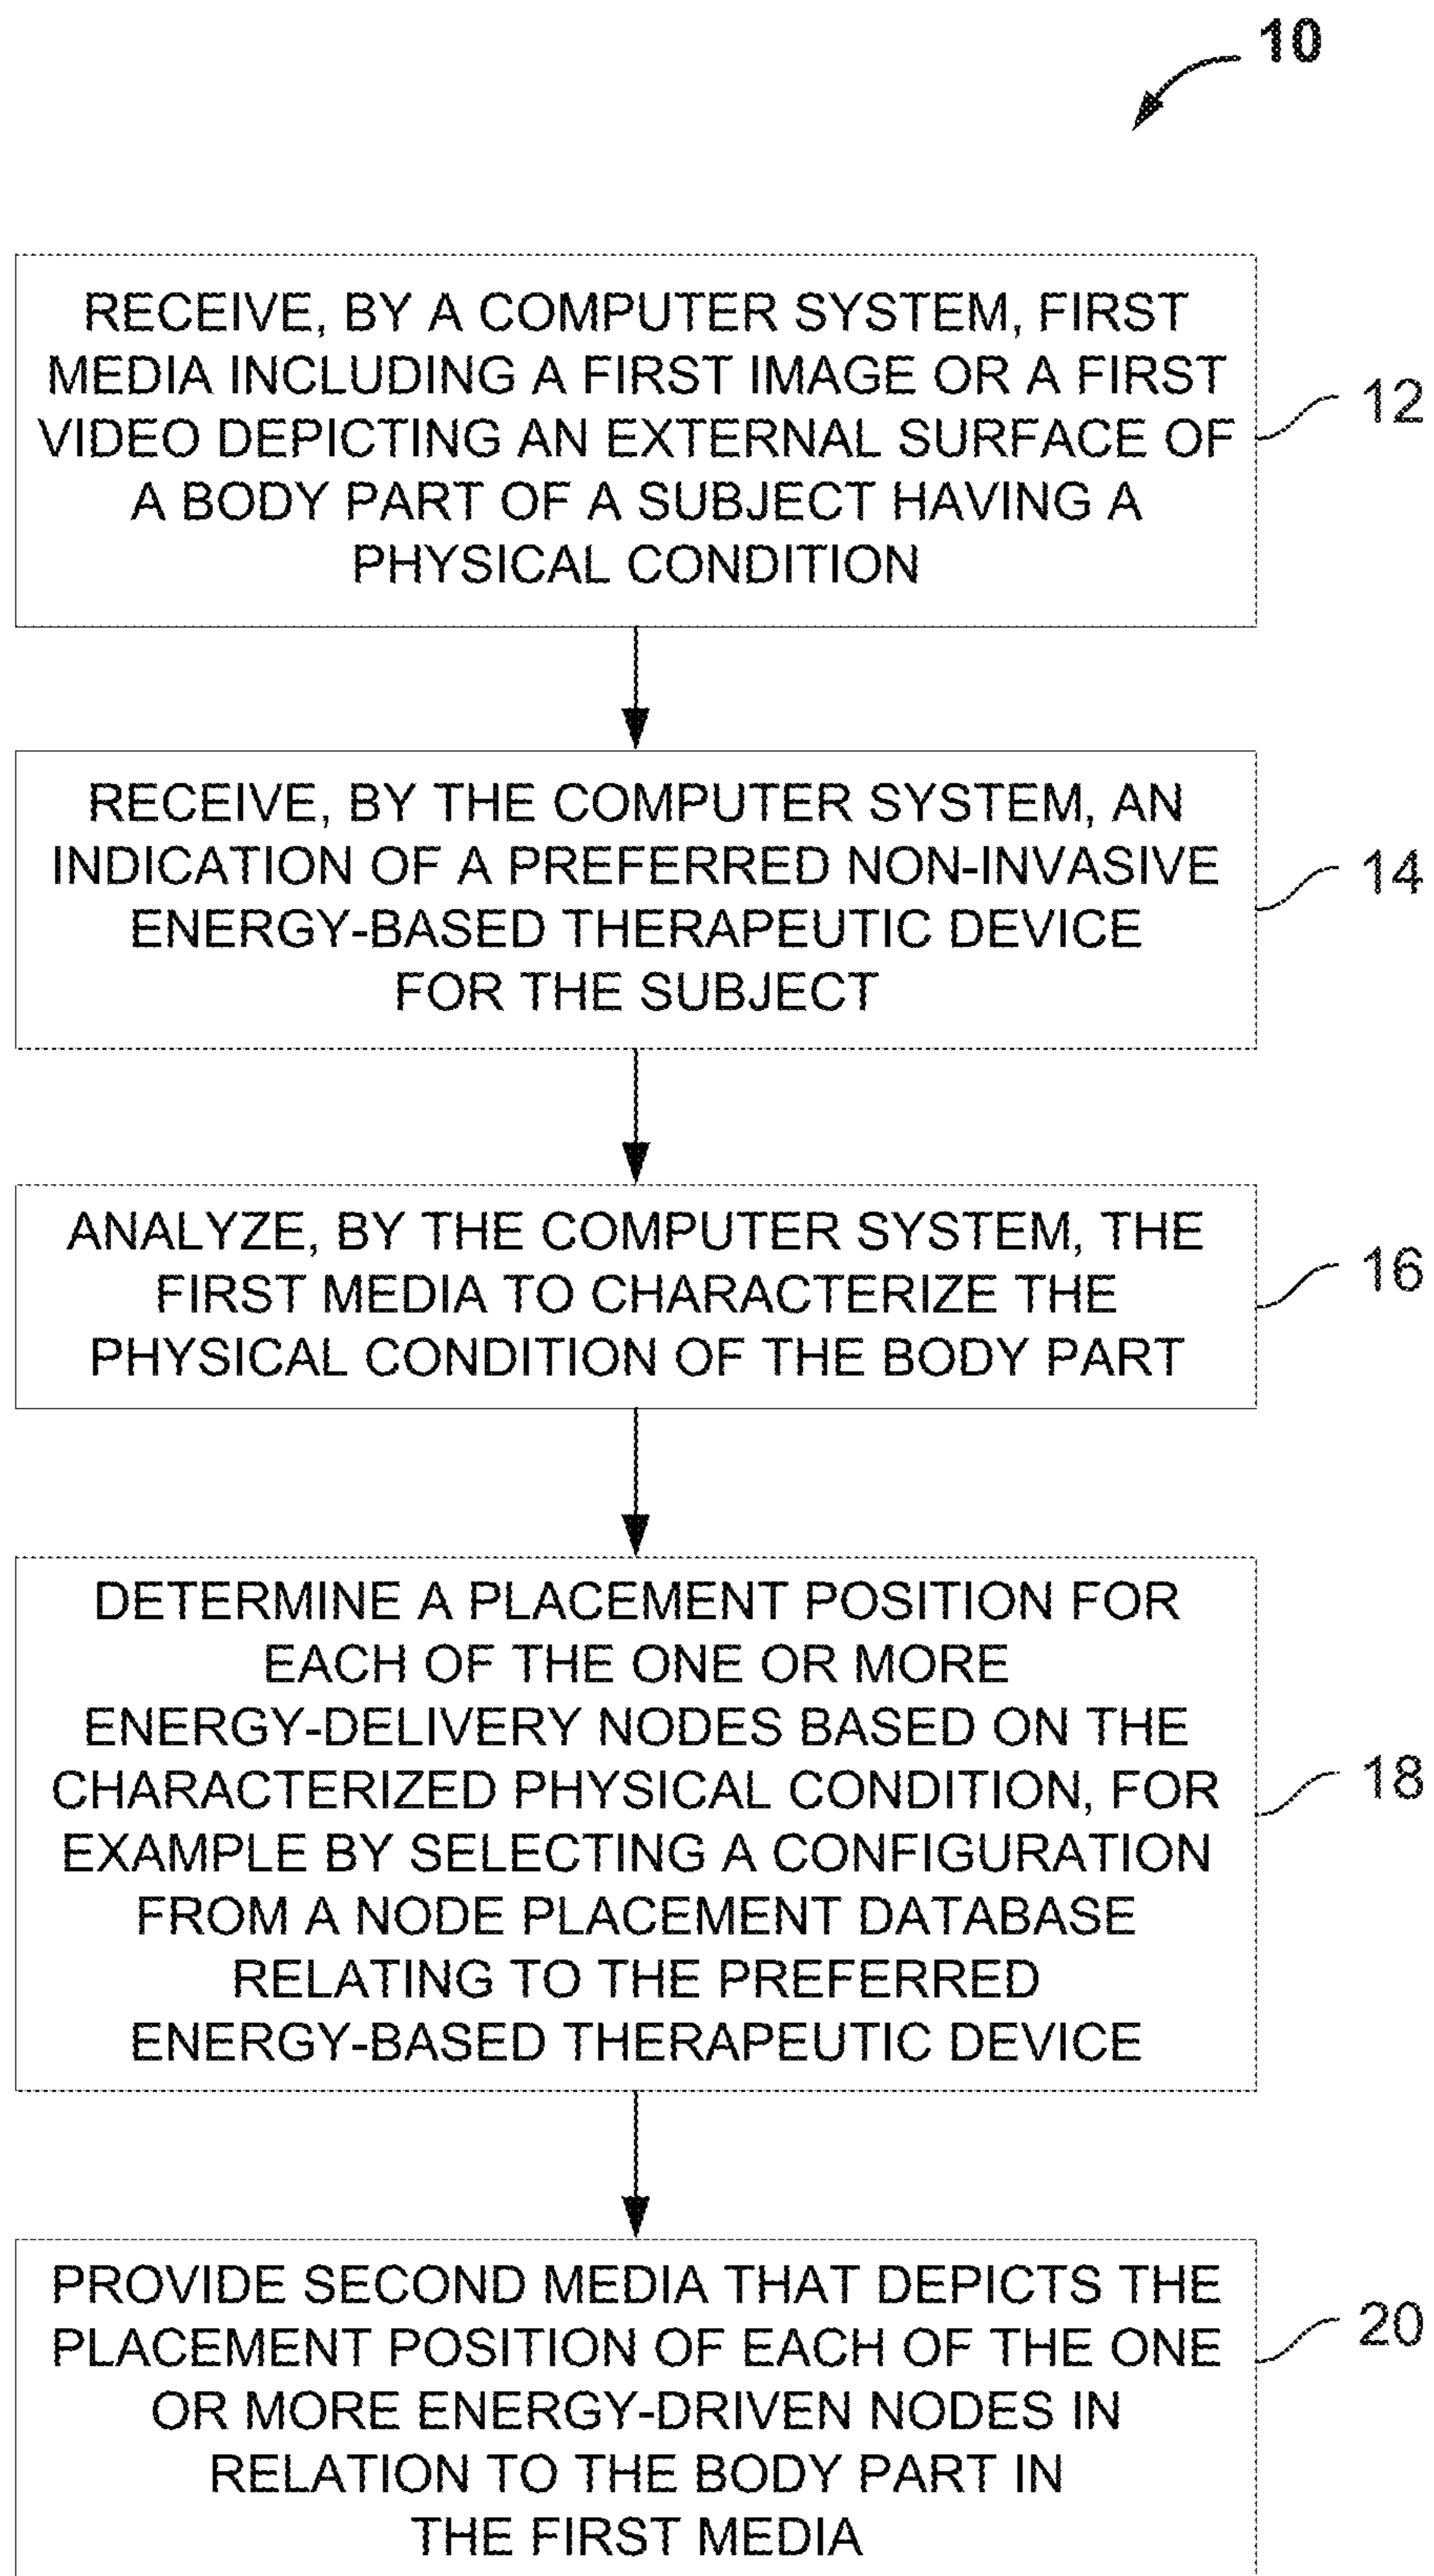 10
RECEIVE, BY A COMPUTER SYSTEM, FIRST
MEDIA INCLUDING A FIRST IMAGE OR A FIRST
VIDEO DEPICTING AN EXTERNAL SURFACE OF
A BODY PART OF A SUBJECT HAVING A
PHYSICAL CONDITION
12
RECEIVE, BY THE COMPUTER SYSTEM, AN
INDICATION OF A PREFERRED NON-INVASIVE
ENERGY-BASED THERAPEUTIC DEVICE
FOR THE SUBJECT
14
ANALYZE, BY THE COMPUTER SYSTEM, THE
FIRST MEDIA TO CHARACTERIZE THE
PHYSICAL CONDITION OF THE BODY PART
16
DETERMINE A PLACEMENT POSITION FOR
EACH OF THE ONE OR MORE
ENERGY-DELIVERY NODES BASED ON THE
CHARACTERIZED PHYSICAL CONDITION, FOR
EXAMPLE BY SELECTING A CONFIGURATION
FROM A NODE PLACEMENT DATABASE
RELATING TO THE PREFERRED
ENERGY-BASED THERAPEUTIC DEVICE
18
PROVIDE SECOND MEDIA THAT DEPICTS THE
PLACEMENT POSITION OF EACH OF THE ONE
OR MORE ENERGY-DRIVEN NODES IN
RELATION TO THE BODY PART IN
THE FIRST MEDIA
20